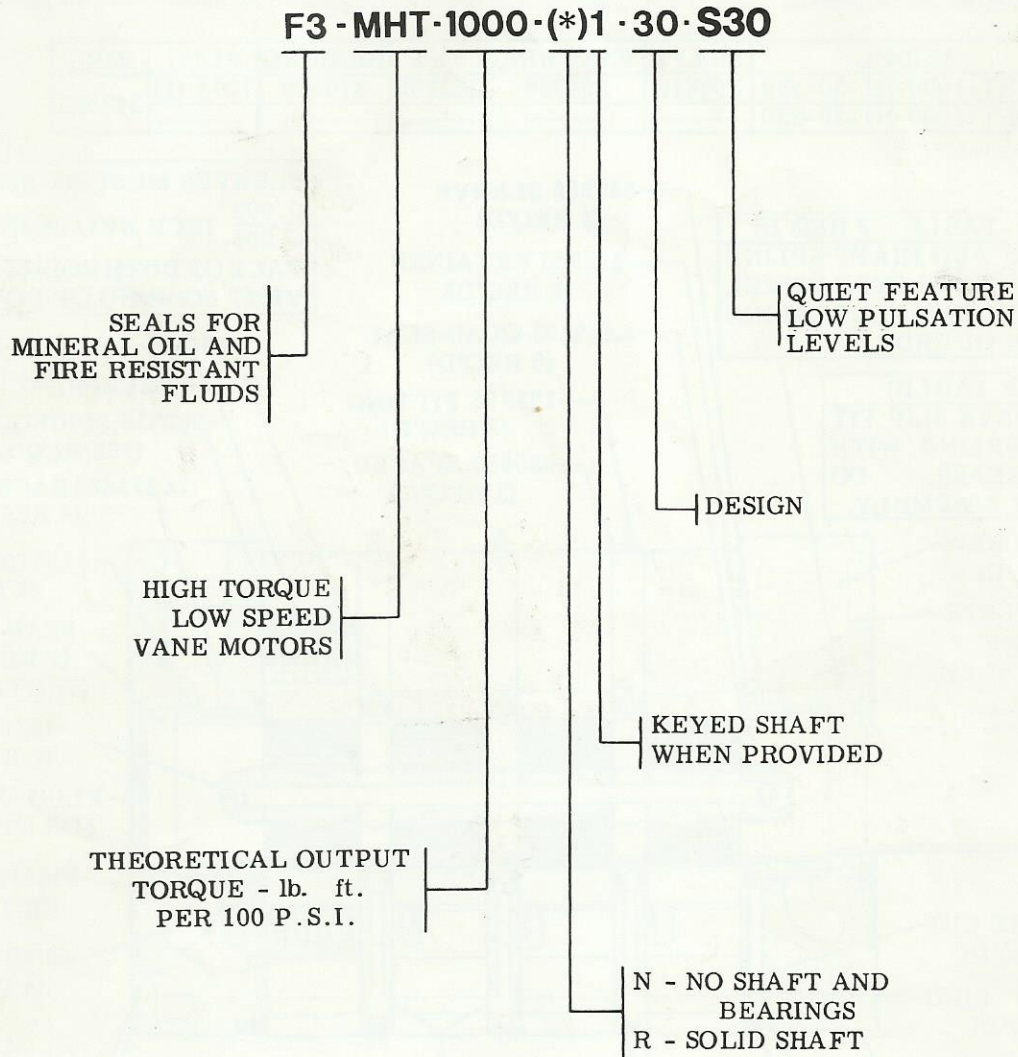 F3-MHT-1000-(*)1·30·S30
SEALS FOR
MINERAL OIL AND
FIRE RESISTANT
FLUIDS
QUIET FEATURE
LOW PULSATION
LEVELS
DESIGN
HIGH TORQUE
LOW SPEED
VANE MOTORS
KEYED SHAFT
WHEN PROVIDED
THEORETICAL OUTPUT
TORQUE - lb. ft.
PER 100 P.S.I.
N - NO SHAFT AND
BEARINGS
R - SOLID SHAFT